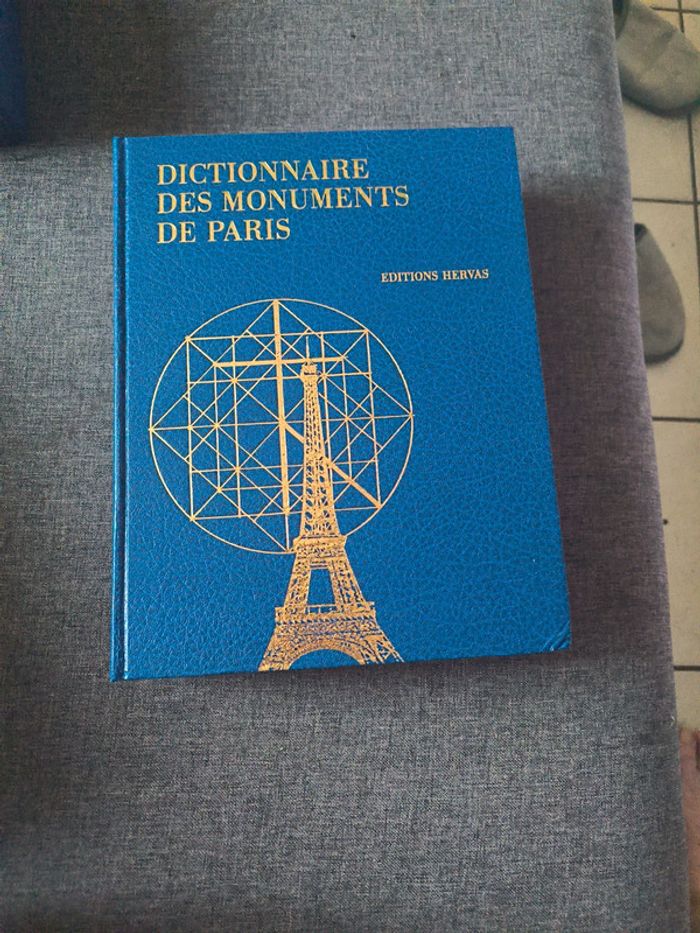 DICTIONNAIRE
DES MONUMENTS
DE PARIS
EDITIONS HERVAS